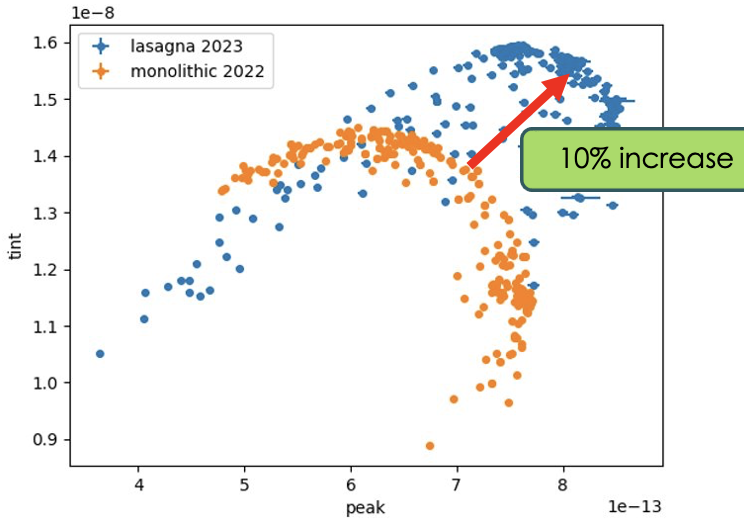 1e−8
1.6
1.5
1.4
1.3
1.2
1.1
1.0
0.9
tint
lasagna 2023
monolithic 2022
10% increase
4 5 6 7 8
peak
1e−13